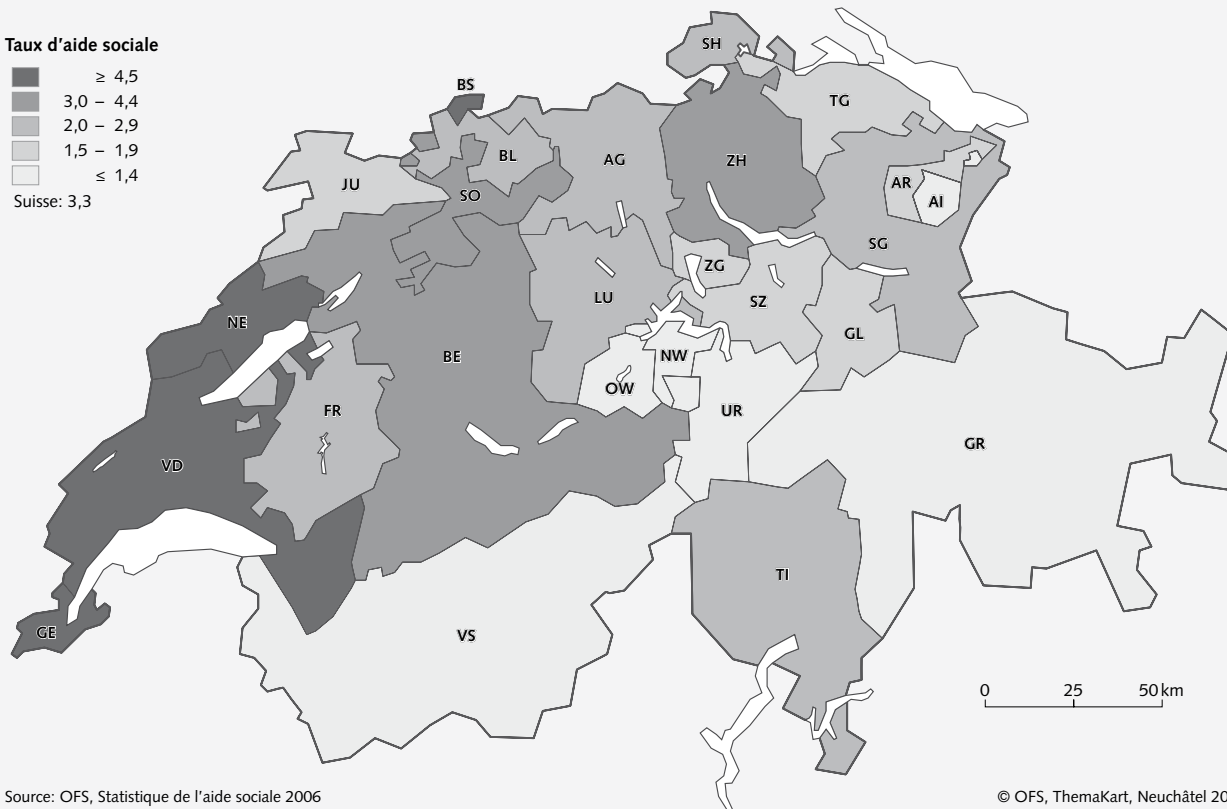 Taux d'aide sociale
≥ 4,5
3,0 – 4,4
2,0 – 2,9
1,5 – 1,9
≤ 1,4
Suisse: 3,3
SH
BS
TG
BL
AG
ZH
JU
SO
AR
AI
SG
ZG
LU
SZ
NE
GL
BE
NW
OW
FR
UR
GR
VD
TI
GE
VS
0 25 50 km
Source: OFS, Statistique de l'aide sociale 2006
© OFS, ThemaKart, Neuchâtel 20